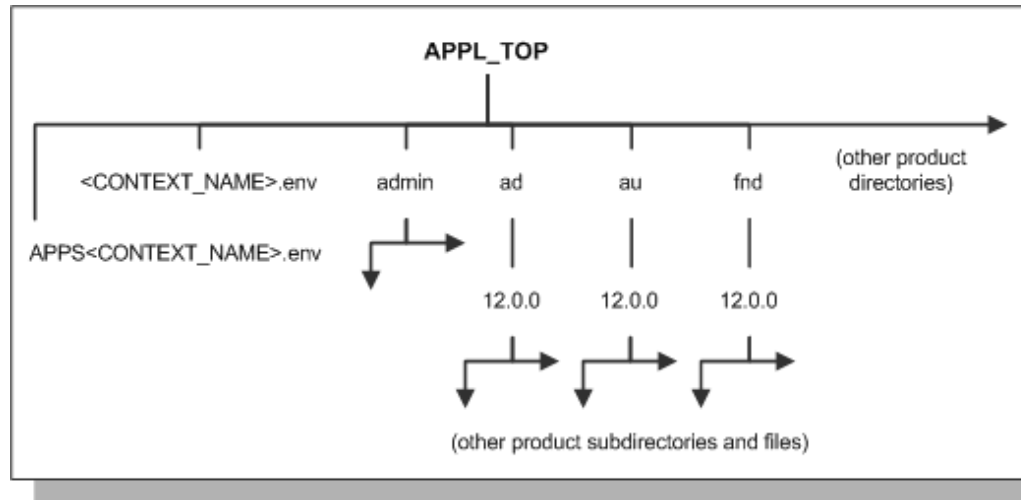 APPL_TOP
(other product
directories)
<CONTEXT_NAME>.env
admin
ad
au
fnd
APPS<CONTEXT_NAME>.env
12.0.0
12.0.0
12.0.0
(other product subdirectories and files)